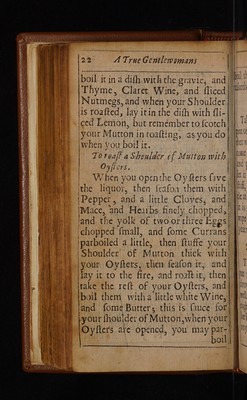 22 A True Gentlewomans
boil it in a diſh with the gravie, and
Thyme, Claret Wine, and ſliced
Nutmegs, and when your Shoulder
is roaſted, lay it in the diſh with ſli-
ced Lemon, but remember to ſcotch
your Mutton in roaſting, as you do
when you boil it.
To roaſt a Shoulder of Mutton with
Oyſters.
When you open the Oyſters ſave
the liquor, then ſeaſon them with
Pepper, and a little Cloves, and
Mace, and Hearbs finely chopped,
and the yolk of two or three Eggs
chopped ſmall, and ſome Currans
parboiled a little, then ſtuffe your
Shoulder of Mutton thick with
your Oyſters, then ſeaſon it, and
lay it to the fire, and roaſt it, then
take the reſt of your Oyſters, and
boil them with a little white Wine,
and ſome Butter; this is ſauce for
your ſhoulder of Mutton, when your
Oyſters are opened, you may par-
boil